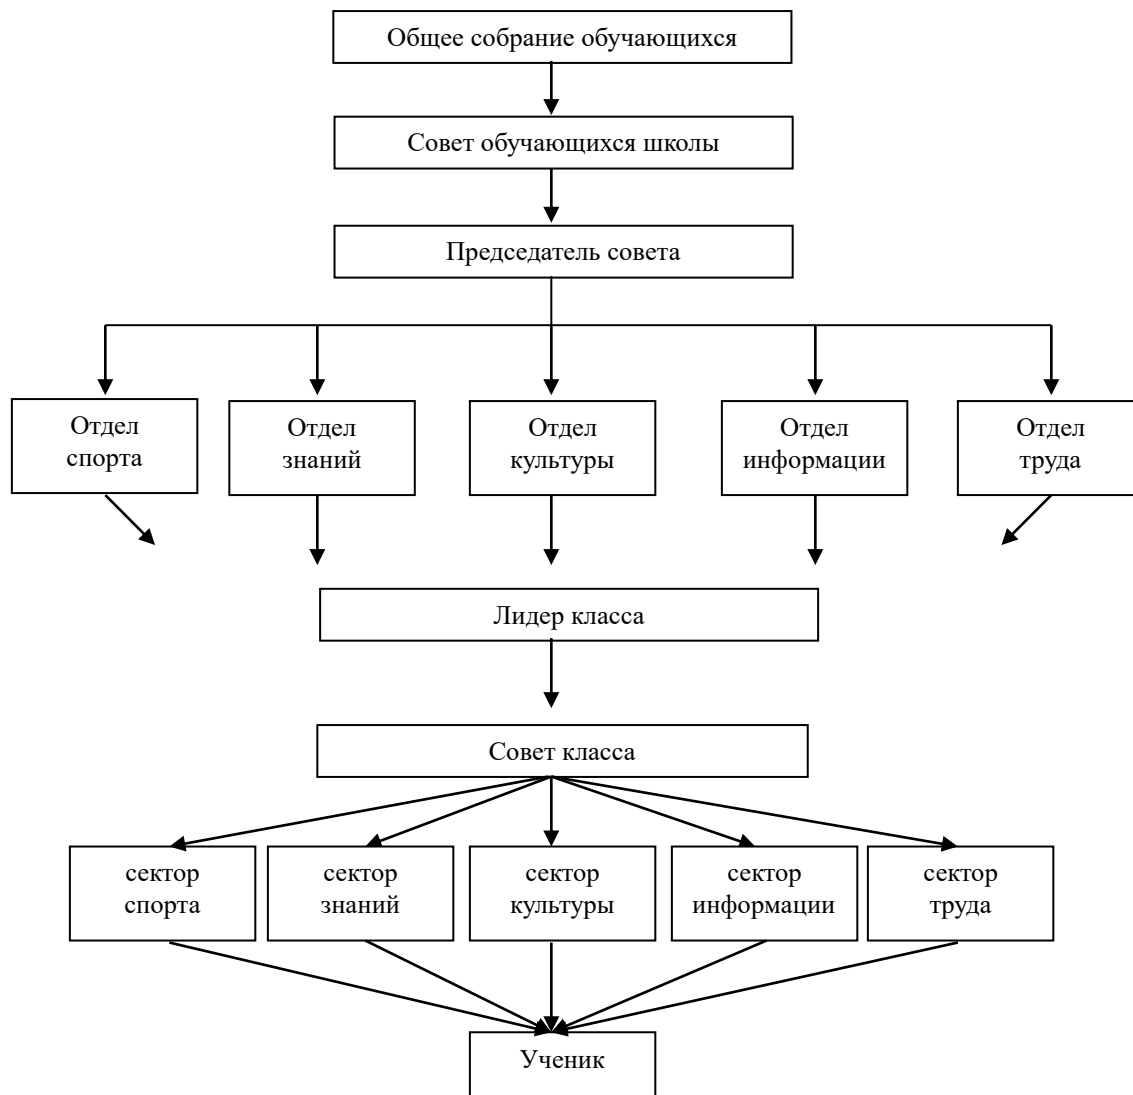 Общее собрание обучающихся
Совет обучающихся школы
Председатель совета
Отдел
спорта
Отдел
знаний
Отдел
культуры
Отдел
информации
Отдел
труда
Лидер класса
Совет класса
сектор
спорта
сектор
знаний
сектор
культуры
сектор
информации
сектор
труда
Ученик